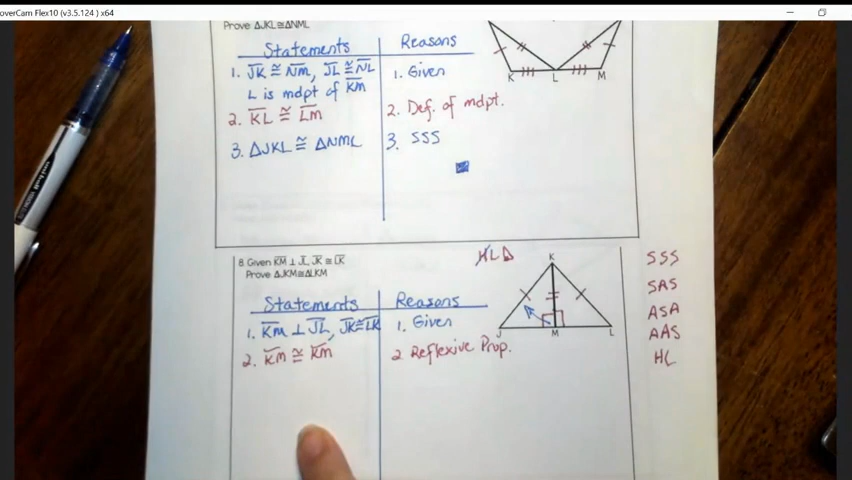 overCam Flex10 (v3.5.124 ) x64
Prove ΔJKL≅ΔNML
Statements
Reasons
1. JK ≅ NM, JL ≅ NL
L is mdpt of KM
1. Given
2. KL ≅ LM
2. Def. of mdpt.
3. ΔJKL ≅ ΔNML
3. SSS
K L M
8. Given KM ⊥ JL, JK ≅ LK
Prove ΔJKM≅ΔLKM
HL Δ
K
J M L
Statements
Reasons
1. KM ⊥ JL, JK≅LK
1. Given
2. KM ≅ KM
2. Reflexive Prop.
SSS
SAS
ASA
AAS
HL